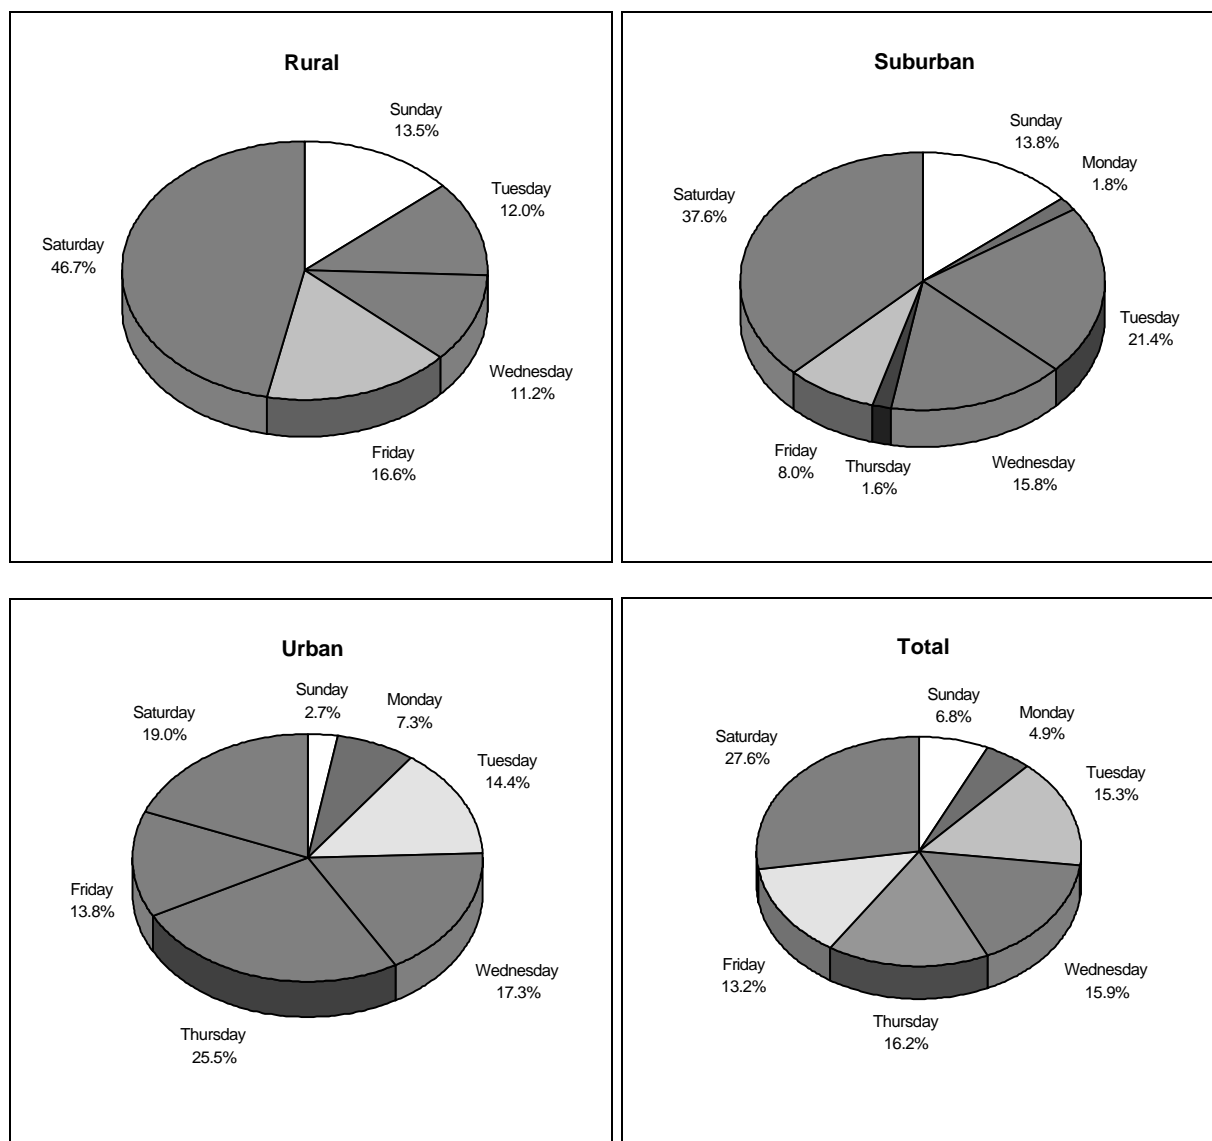 Rural
Sunday
13.5%
Tuesday
12.0%
Wednesday
11.2%
Friday
16.6%
Saturday
46.7%
Suburban
Sunday
13.8%
Monday
1.8%
Tuesday
21.4%
Wednesday
15.8%
Thursday
1.6%
Friday
8.0%
Saturday
37.6%
Urban
Sunday
2.7%
Monday
7.3%
Tuesday
14.4%
Wednesday
17.3%
Thursday
25.5%
Friday
13.8%
Saturday
19.0%
Total
Sunday
6.8%
Monday
4.9%
Tuesday
15.3%
Wednesday
15.9%
Thursday
16.2%
Friday
13.2%
Saturday
27.6%